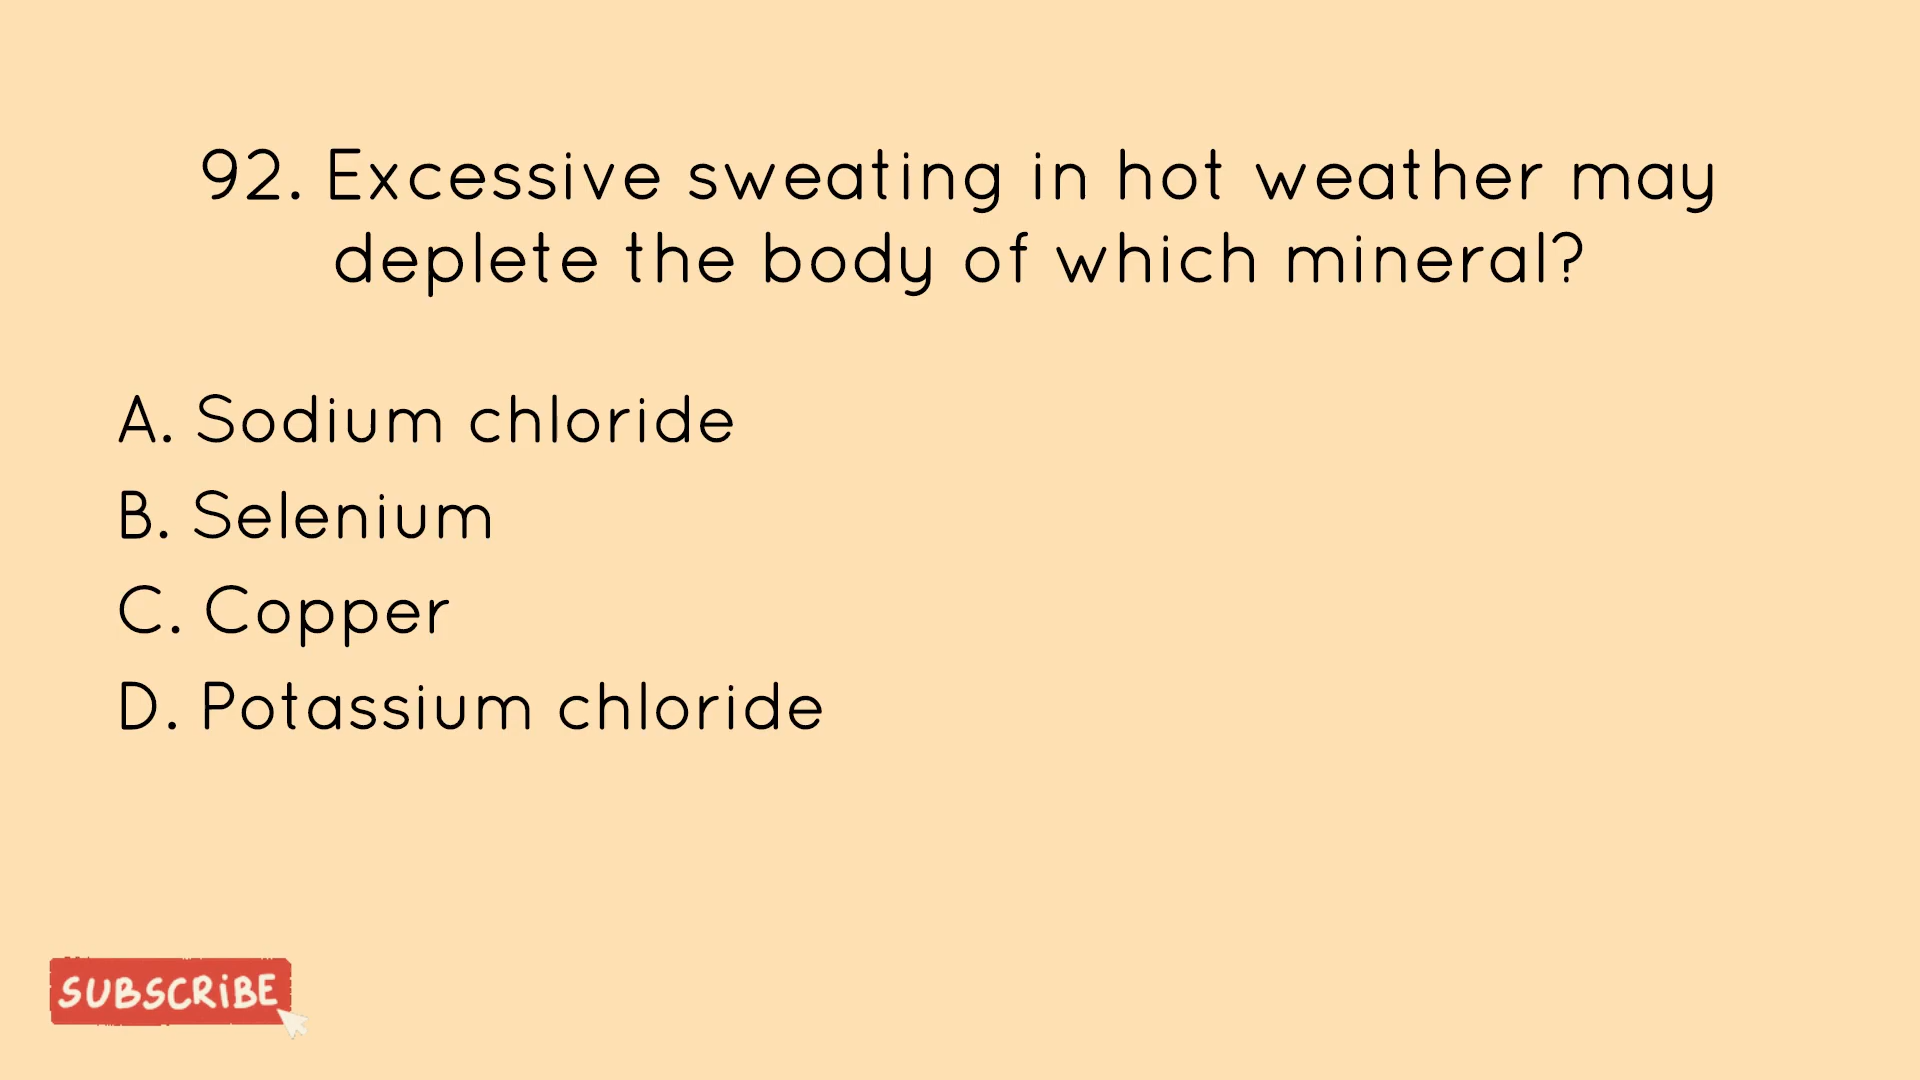 92. Excessive sweating in hot weather may
deplete the body of which mineral?
A. Sodium chloride
B. Selenium
C. Copper
D. Potassium chloride
SUBSCRiBE